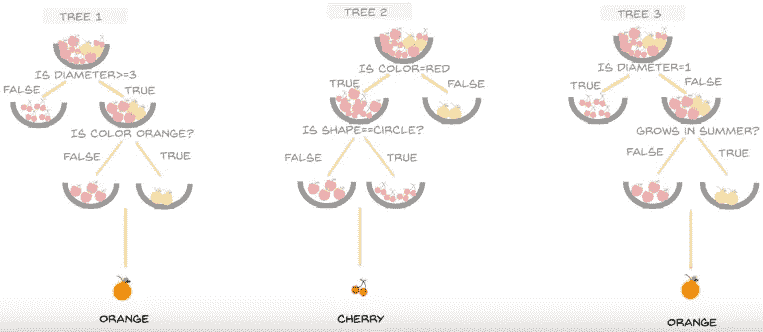 TREE 1
IS DIAMETER>=3
FALSE
TRUE
IS COLOR ORANGE?
FALSE
TRUE
ORANGE
TREE 2
IS COLOR=RED
TRUE
FALSE
IS SHAPE==CIRCLE?
FALSE
TRUE
CHERRY
TREE 3
IS DIAMETER=1
TRUE
FALSE
GROWS IN SUMMER?
FALSE
TRUE
ORANGE